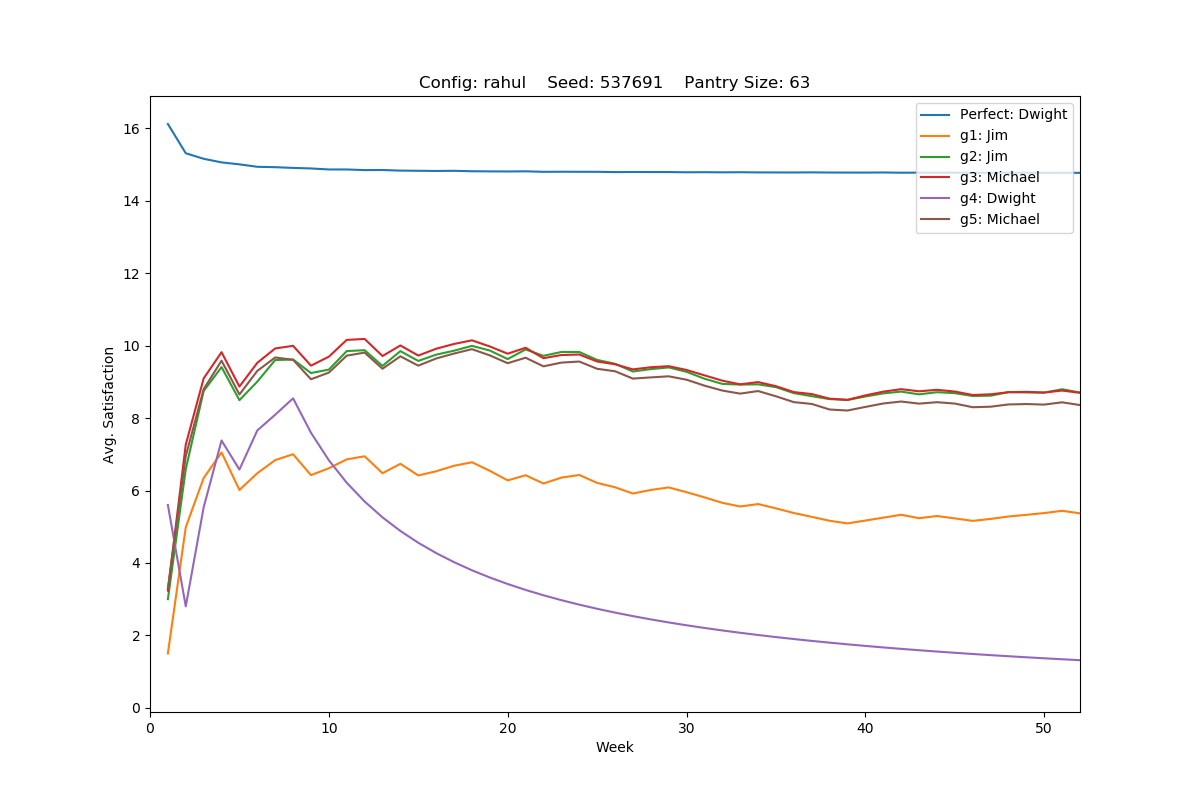 Config: rahul    Seed: 537691    Pantry Size: 63
Perfect: Dwight
g1: Jim
g2: Jim
g3: Michael
g4: Dwight
g5: Michael
16
14
12
10
8
6
4
2
0
Avg. Satisfaction
0 10 20 30 40 50
Week